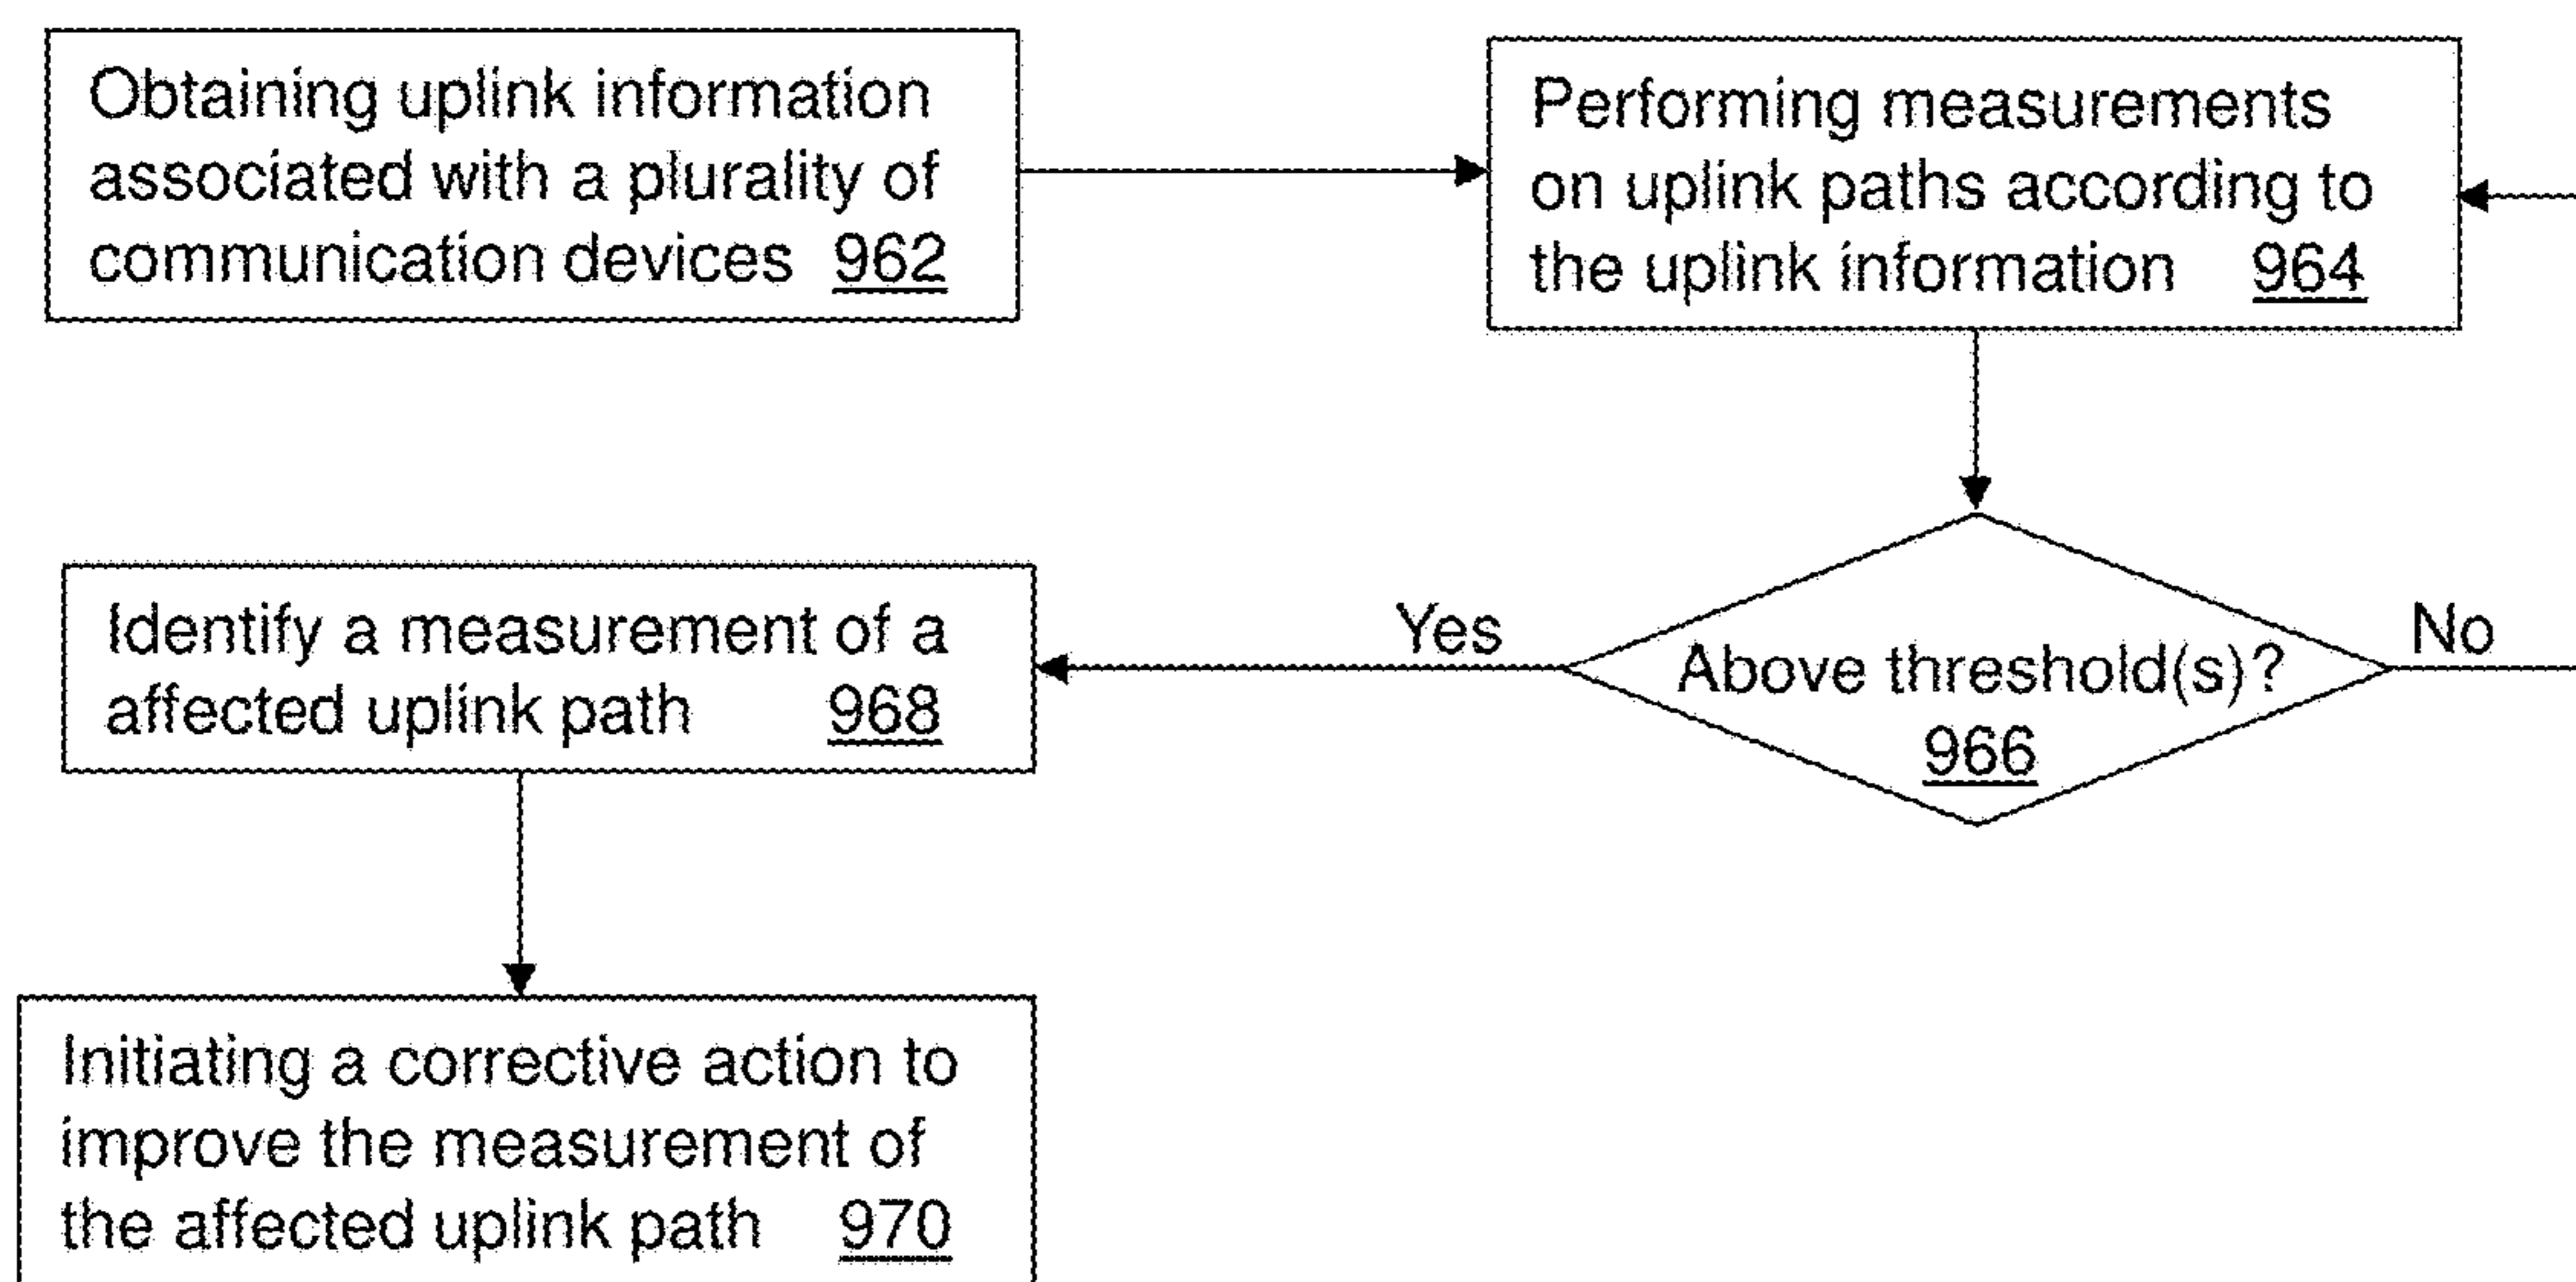 Obtaining uplink information
associated with a plurality of
communication devices 962
Performing measurements
on uplink paths according to
the uplink information 964
Above threshold(s)?
966
Yes
No
Identify a measurement of a
affected uplink path 968
Initiating a corrective action to
improve the measurement of
the affected uplink path 970